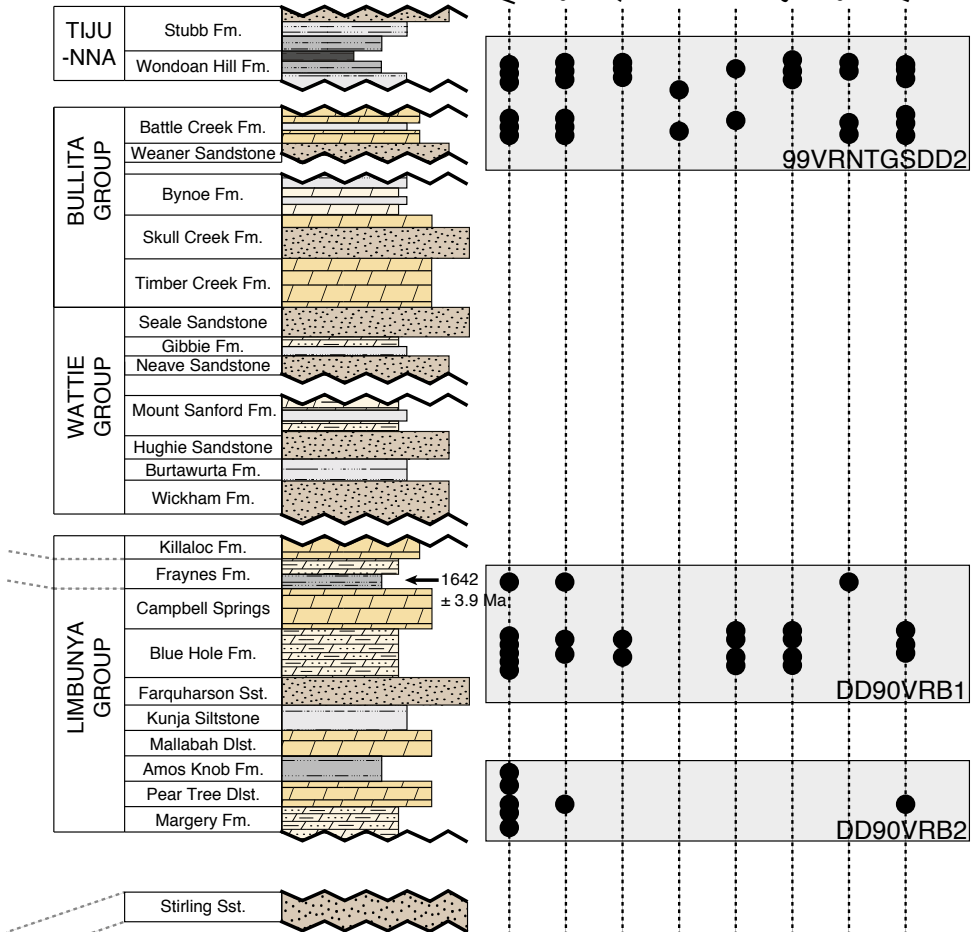 TIJU
-NNA
Stubb Fm.
Wondoan Hill Fm.
99VRNTGSDD2
BULLITA
GROUP
Battle Creek Fm.
Weaner Sandstone
Bynoe Fm.
Skull Creek Fm.
Timber Creek Fm.
WATTIE
GROUP
Seale Sandstone
Gibbie Fm.
Neave Sandstone
Mount Sanford Fm.
Hughie Sandstone
Burtawurta Fm.
Wickham Fm.
LIMBUNYA
GROUP
Killaloc Fm.
Fraynes Fm.
1642
± 3.9 Ma
Campbell Springs
Blue Hole Fm.
Farquharson Sst.
DD90VRB1
Kunja Siltstone
Mallabah Dlst.
Amos Knob Fm.
Pear Tree Dlst.
Margery Fm.
DD90VRB2
Stirling Sst.